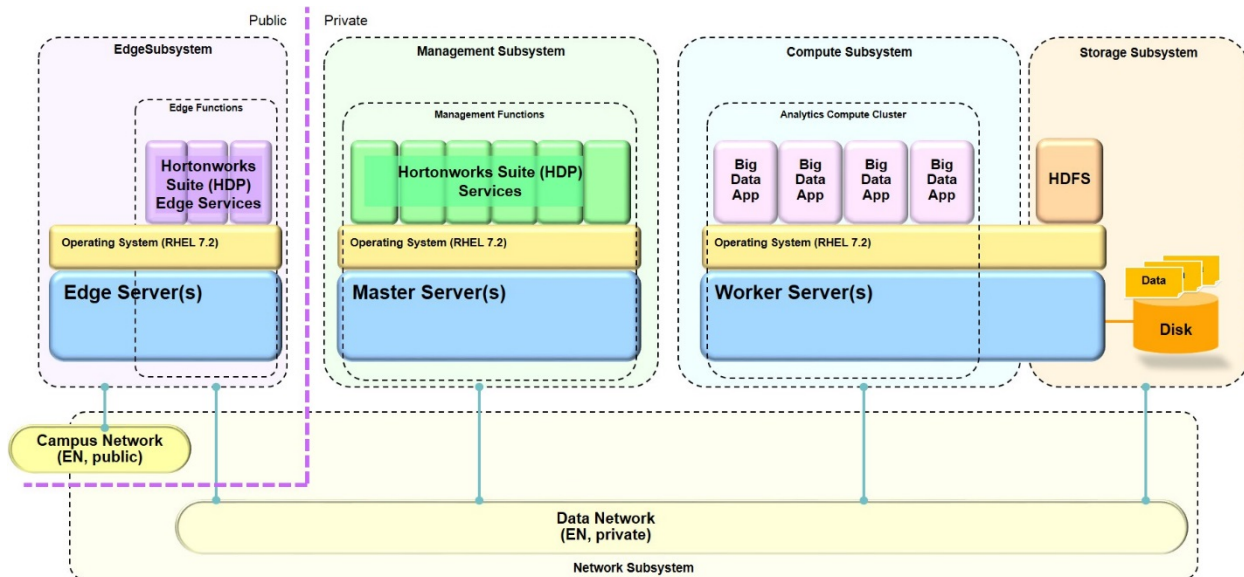 Public
Private
EdgeSubsystem
Management Subsystem
Compute Subsystem
Storage Subsystem
Edge Functions
Management Functions
Analytics Compute Cluster
Hortonworks
Suite (HDP)
Edge Services
Hortonworks Suite (HDP)
Services
Big
Data
App
Big
Data
App
Big
Data
App
Big
Data
App
HDFS
Operating System (RHEL 7.2)
Operating System (RHEL 7.2)
Operating System (RHEL 7.2)
Edge Server(s)
Master Server(s)
Worker Server(s)
Data
Disk
Campus Network
(EN, public)
Data Network
(EN, private)
Network Subsystem